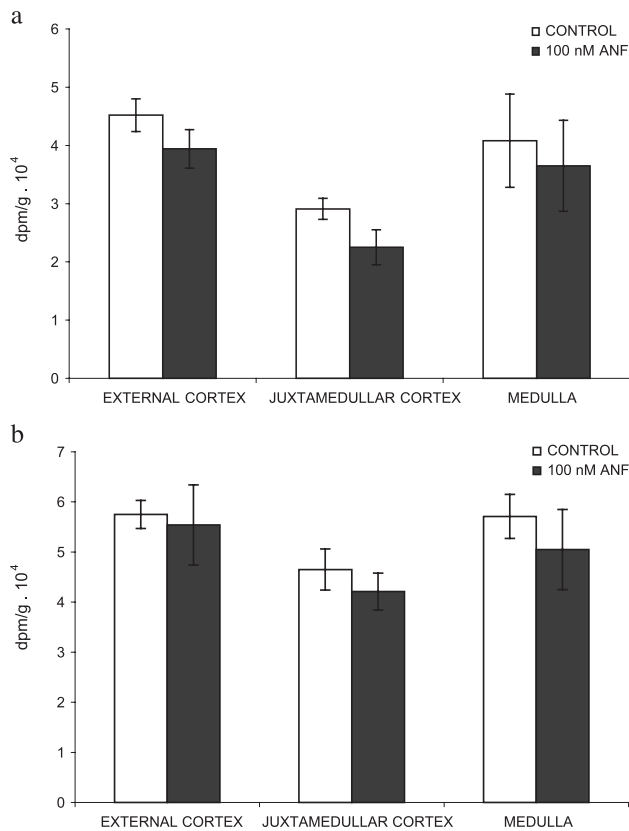 a
6
5
4
3
2
1
0
dpm/g . 10⁴
CONTROL
100 nM ANF
EXTERNAL CORTEX JUXTAMEDULLAR CORTEX MEDULLA
b
7
6
5
4
3
2
1
0
dpm/g . 10⁴
CONTROL
100 nM ANF
EXTERNAL CORTEX JUXTAMEDULLAR CORTEX MEDULLA